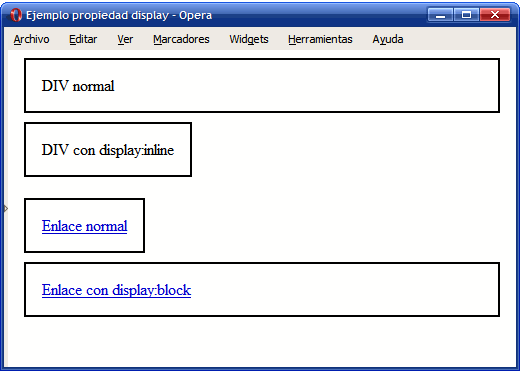 Ejemplo propiedad display - Opera
Archivo Editar Ver Marcadores Widgets Herramientas Ayuda
DIV normal
DIV con display:inline
Enlace normal
Enlace con display:block